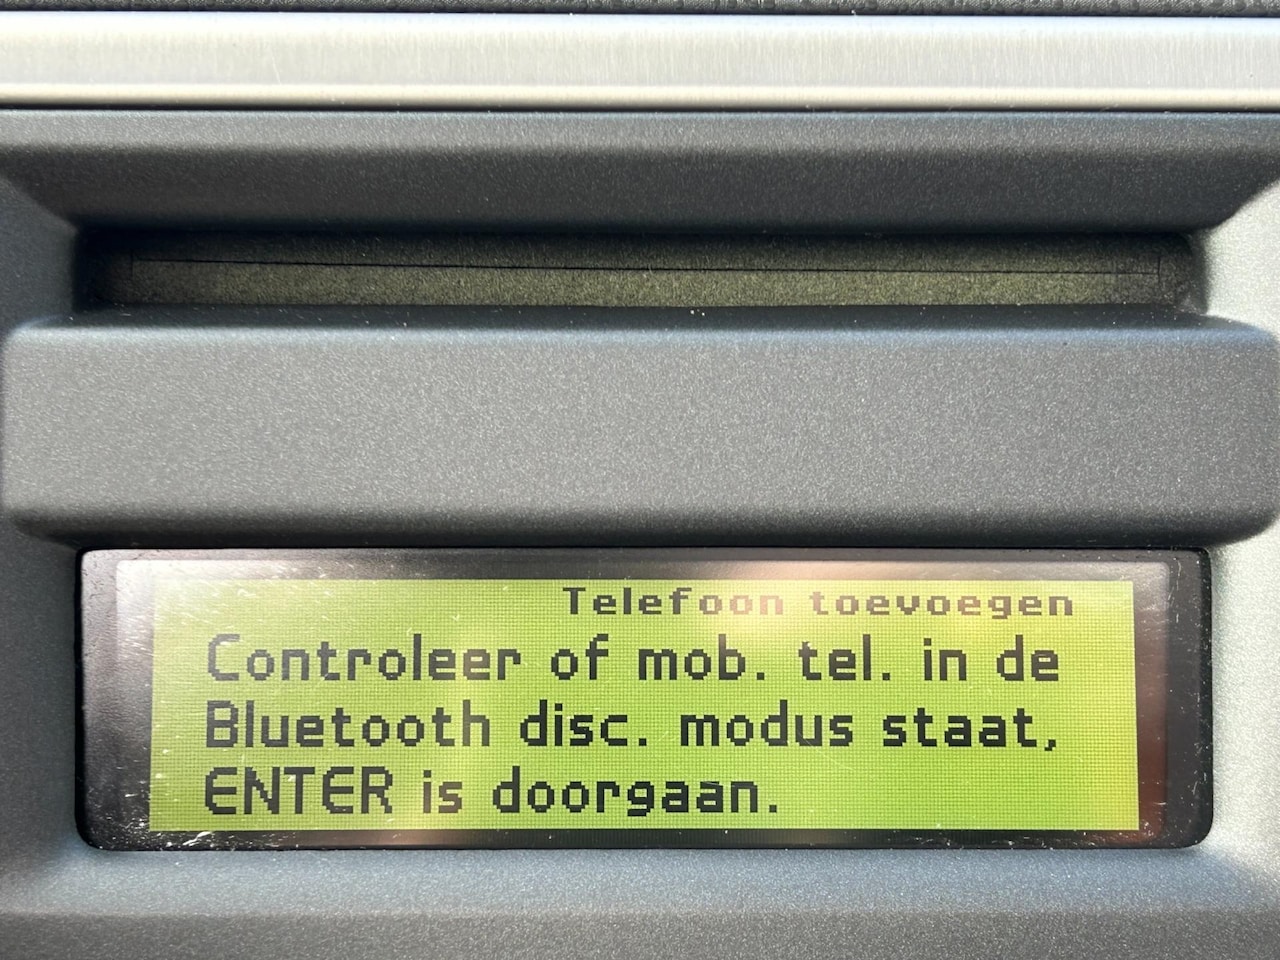 Telefoon toevoegen
Controleer of mob. tel. in de
Bluetooth disc. modus staat,
ENTER is doorgaan.